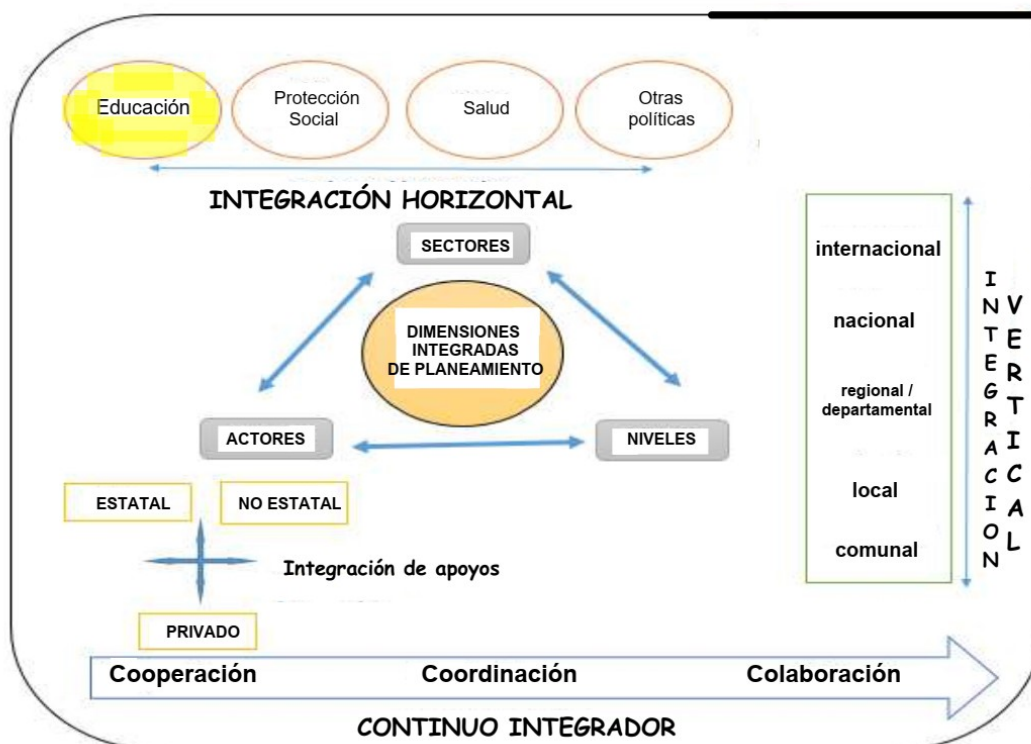 Educación
Protección
Social
Salud
Otras
políticas
INTEGRACIÓN HORIZONTAL
SECTORES
DIMENSIONES
INTEGRADAS
DE PLANEAMIENTO
ACTORES
NIVELES
ESTATAL
NO ESTATAL
Integración de apoyos
PRIVADO
internacional
nacional
regional /
departamental
local
comunal
INTEGRACION
VERTICAL
Cooperación
Coordinación
Colaboración
CONTINUO INTEGRADOR